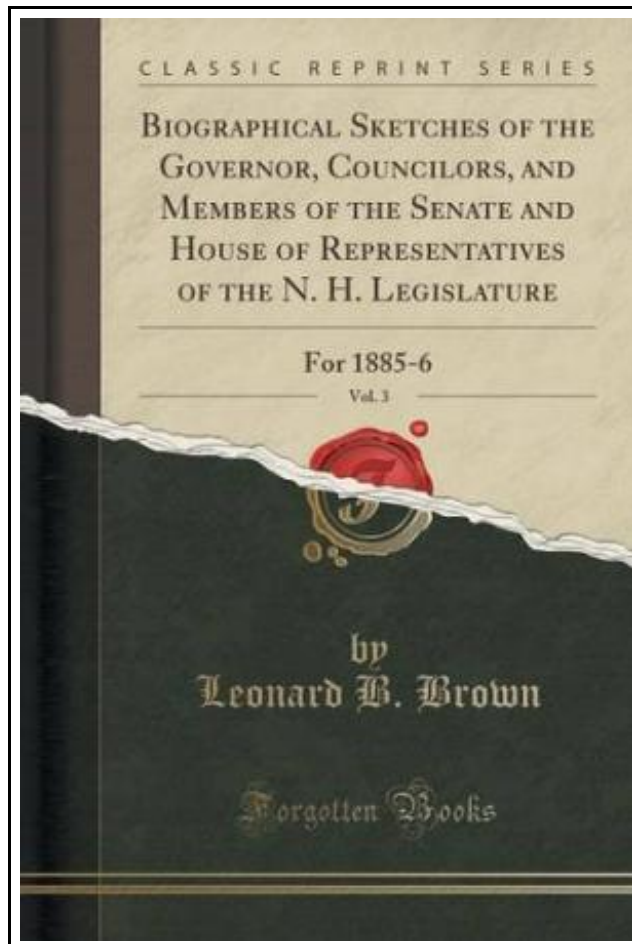 CLASSIC REPRINT SERIES
BIOGRAPHICAL SKETCHES OF THE
GOVERNOR, COUNCILORS, AND
MEMBERS OF THE SENATE AND
HOUSE OF REPRESENTATIVES
OF THE N. H. LEGISLATURE
For 1885-6
Vol. 3
by
Leonard B. Brown
Forgotten Books